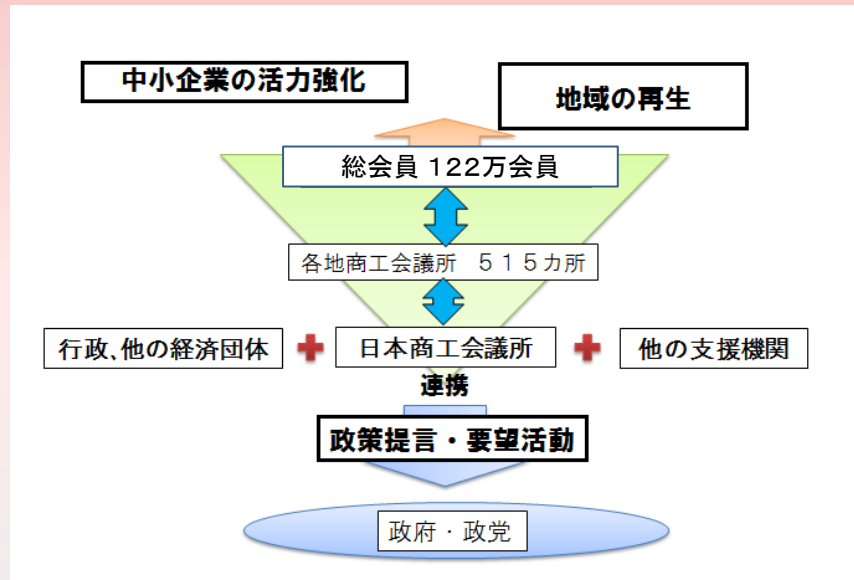 中小企業の活力強化
地域の再生
総会員 122万会員
各地商工会議所　５１５カ所
行政、他の経済団体
日本商工会議所
他の支援機関
連携
政策提言・要望活動
政府・政党